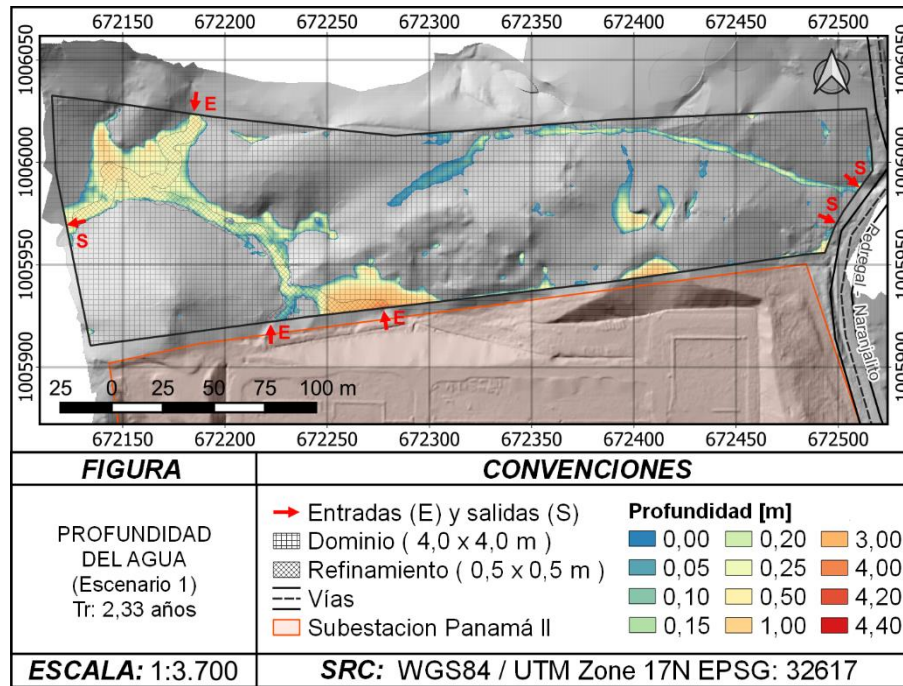 672150 672200 672250 672300 672350 672400 672450 672500
1006050 1006050
E
1006000 1006000
S
S
S
1005950 1005950
E
E
Pedregal - Naranjalito
1005900 1005900
25 0 25 50 75 100 m
672150 672200 672250 672300 672350 672400 672450 672500
FIGURA
PROFUNDIDAD
DEL AGUA
(Escenario 1)
Tr: 2,33 años
ESCALA: 1:3.700
CONVENCIONES
Entradas (E) y salidas (S)
Dominio ( 4,0 x 4,0 m )
Refinamiento ( 0,5 x 0,5 m )
Vías
Subestacion Panamá II
Profundidad [m]
0,00 0,20 3,00
0,05 0,25 4,00
0,10 0,50 4,20
0,15 1,00 4,40
SRC: WGS84 / UTM Zone 17N EPSG: 32617